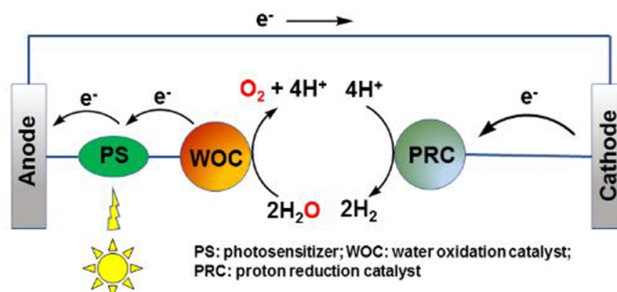 e⁻
e⁻ e⁻ O₂ + 4H⁺ 4H⁺ e⁻
Anode PS WOC PRC Cathode
2H₂O 2H₂
PS: photosensitizer; WOC: water oxidation catalyst;
PRC: proton reduction catalyst